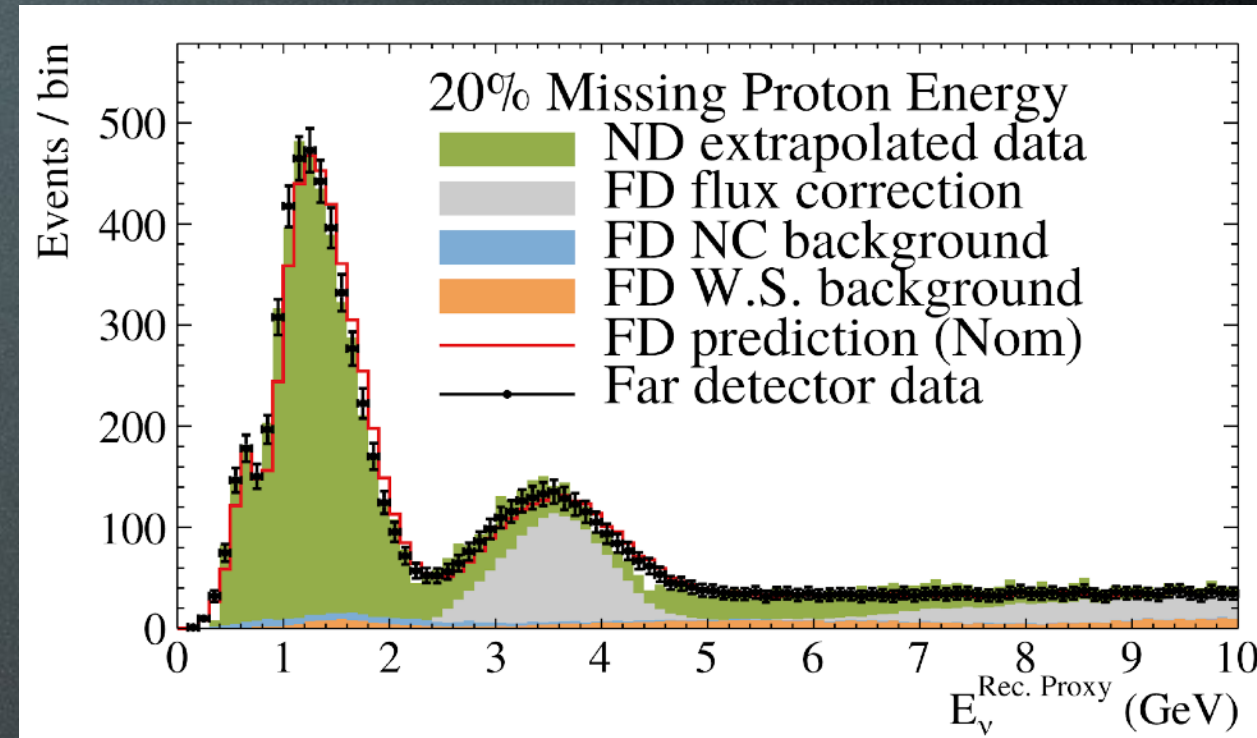 Events / bin
500
400
300
200
100
0
20% Missing Proton Energy
ND extrapolated data
FD flux correction
FD NC background
FD W.S. background
FD prediction (Nom)
Far detector data
0 1 2 3 4 5 6 7 8 9 10
E_ν^Rec. Proxy (GeV)